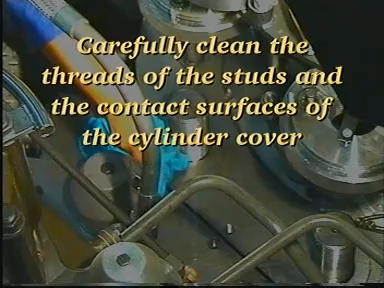 Carefully clean the
threads of the studs and
the contact surfaces of
the cylinder cover